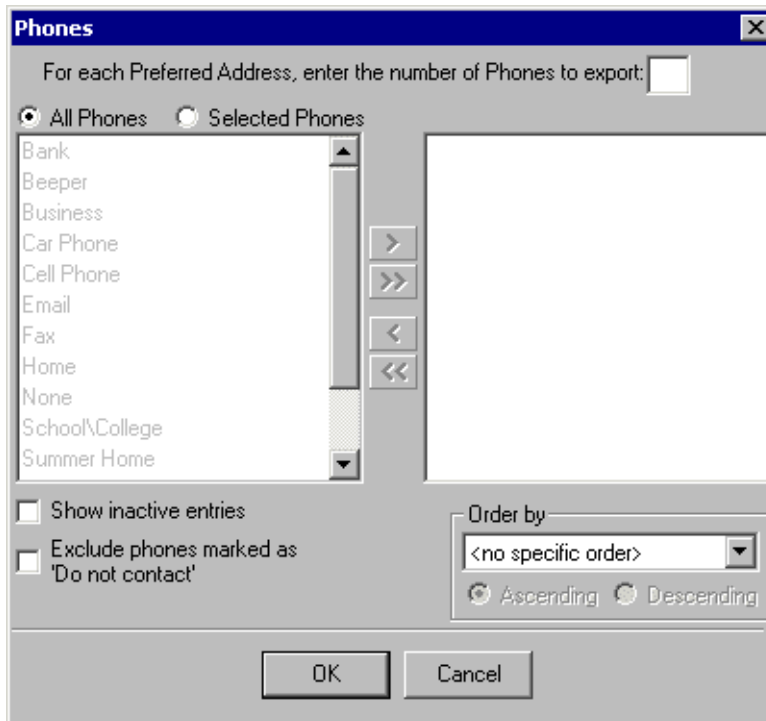 Phones
For each Preferred Address, enter the number of Phones to export:
All Phones Selected Phones
Bank
Beeper
Business
Car Phone
Cell Phone
Email
Fax
Home
None
School\College
Summer Home
>
>>
<
<<
Show inactive entries
Exclude phones marked as
'Do not contact'
Order by
<no specific order>
Ascending Descending
OK Cancel